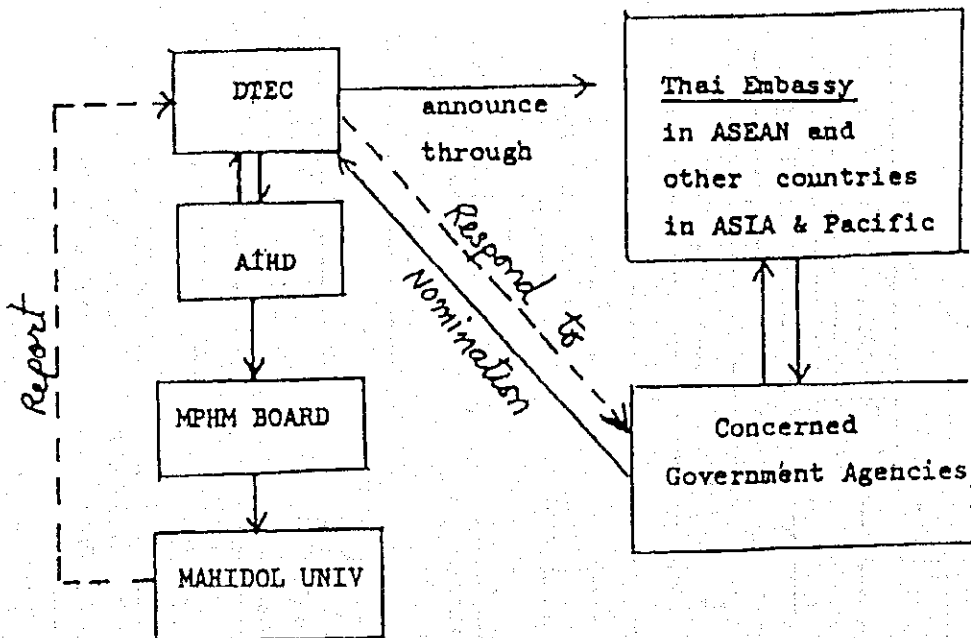 DTEC
announce
through
Thai Embassy
in ASEAN and
other countries
in ASIA & Pacific
Respond to
Nomination
AIHD
Report
MPHM BOARD
Concerned
Government Agencies
MAHIDOL UNIV